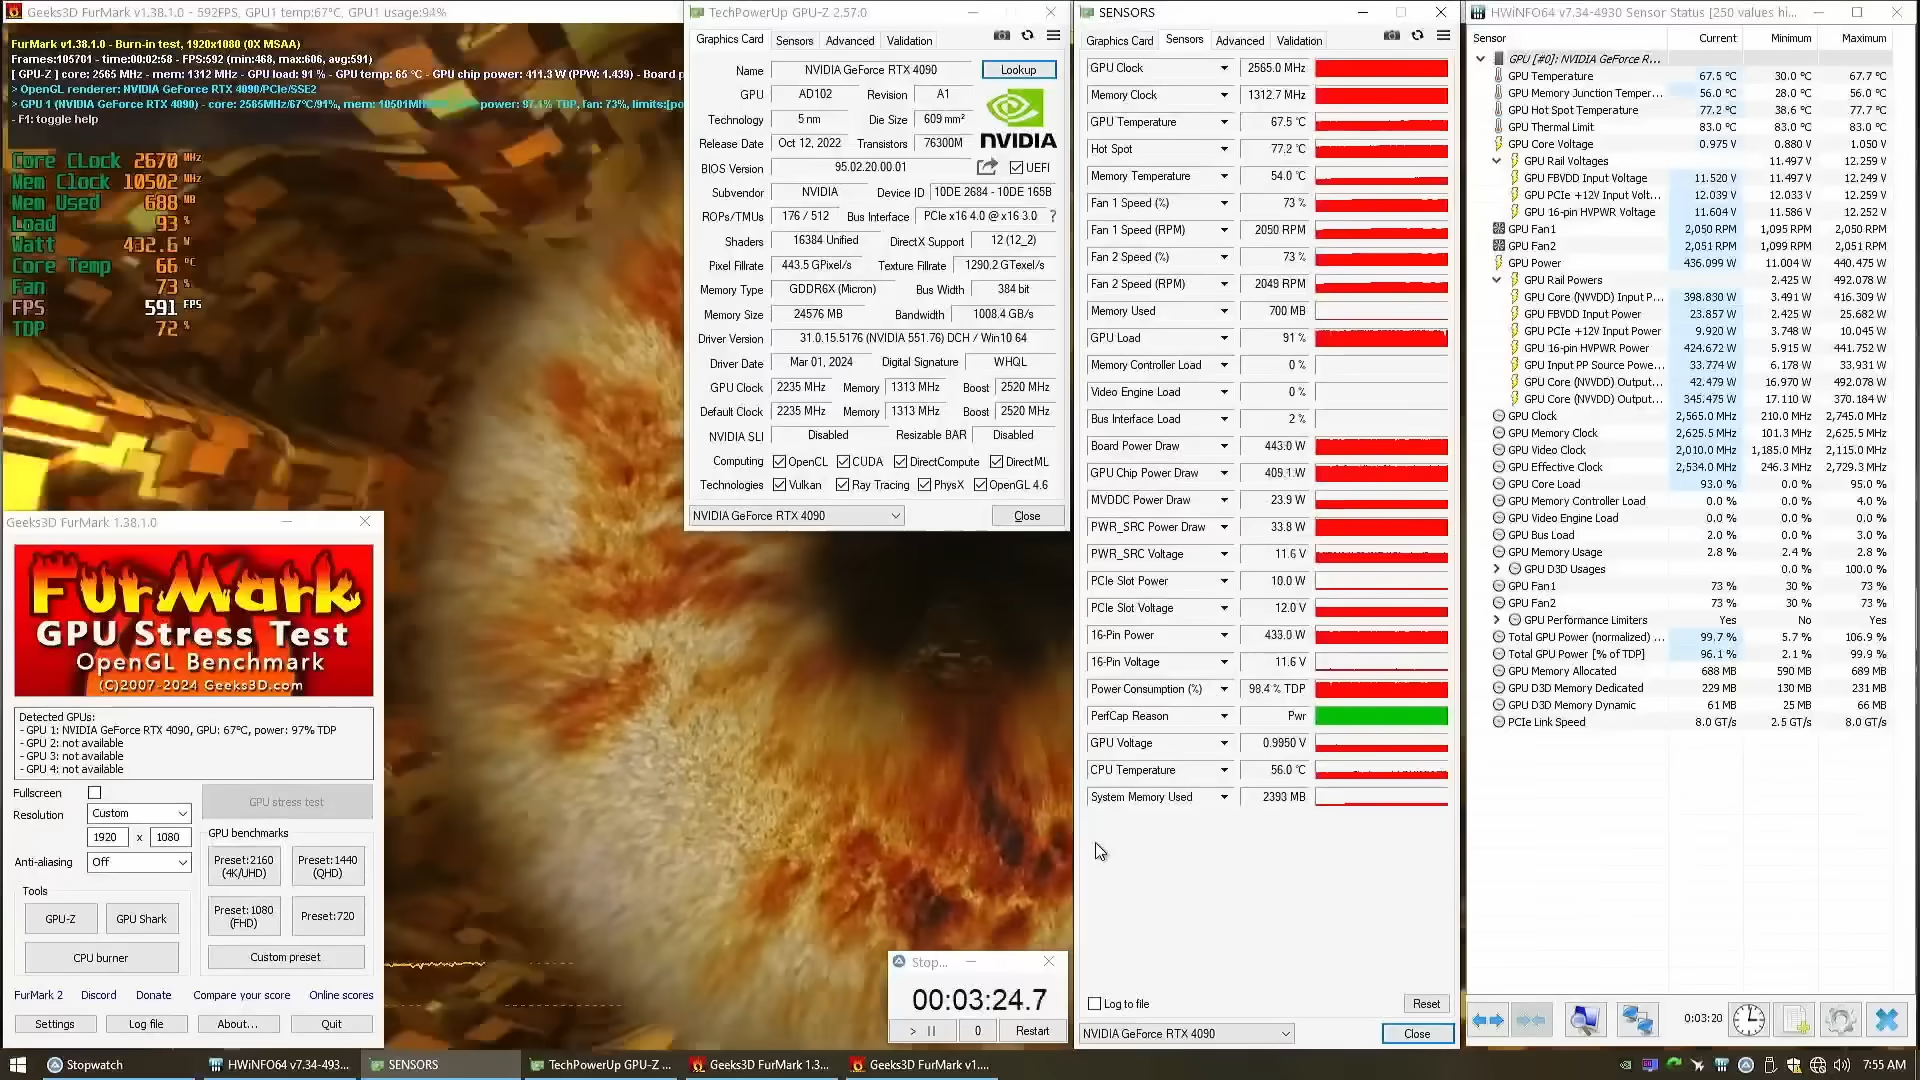 Geeks3D FurMark v1.38.1.0 - 592FPS, GPU1 temp:67°C, GPU1 usage:94%
FurMark v1.38.1.0 - Burn-in test, 1920x1080 (0X MSAA)
Frames:105701 - time:00:02:58 - FPS:592 (min:468, max:606, avg:591)
[ GPU-Z ] core: 2565 MHz - mem: 1312 MHz - GPU load: 91 % - GPU temp: 65 °C - GPU chip power: 411.3 W (PPW: 1.439) - Board p
> OpenGL renderer: NVIDIA GeForce RTX 4090/PCIe/SSE2
> GPU 1 (NVIDIA GeForce RTX 4090) - core: 2565MHz/67°C/91%, mem: 10501MHz power: 97.1% TDP, fan: 73%, limits:[po
- F1: toggle help
Core CLock 2670 MHz
Mem Clock 10502 MHz
Mem Used 688 MB
Load 93 %
Watt 432.6 W
Core Temp 66 °C
Fan 73 %
FPS 591 FPS
TDP 72 %
Geeks3D FurMark 1.38.1.0
FurMark
GPU Stress Test
OpenGL Benchmark
(C)2007-2024 Geeks3D.com
Detected GPUs:
- GPU 1: NVIDIA GeForce RTX 4090, GPU: 67°C, power: 97% TDP
- GPU 2: not available
- GPU 3: not available
- GPU 4: not available
Fullscreen
GPU stress test
Resolution Custom
1920 x 1080
GPU benchmarks
Anti-aliasing Off
Preset:2160 (4K/UHD)
Preset:1440 (QHD)
Tools
GPU-Z
GPU Shark
Preset:1080 (FHD)
Preset:720
CPU burner
Custom preset
FurMark 2 Discord Donate Compare your score Online scores
Settings Log file About... Quit
TechPowerUp GPU-Z 2.57.0
Graphics Card Sensors Advanced Validation
Name NVIDIA GeForce RTX 4090 Lookup
GPU AD102 Revision A1
Technology 5 nm Die Size 609 mm²
Release Date Oct 12, 2022 Transistors 76300M
NVIDIA
BIOS Version 95.02.20.00.01 UEFI
Subvendor NVIDIA Device ID 10DE 2684 - 10DE 165B
ROPs/TMUs 176 / 512 Bus Interface PCIe x16 4.0 @ x16 3.0 ?
Shaders 16384 Unified DirectX Support 12 (12_2)
Pixel Fillrate 443.5 GPixel/s Texture Fillrate 1290.2 GTexel/s
Memory Type GDDR6X (Micron) Bus Width 384 bit
Memory Size 24576 MB Bandwidth 1008.4 GB/s
Driver Version 31.0.15.5176 (NVIDIA 551.76) DCH / Win10 64
Driver Date Mar 01, 2024 Digital Signature WHQL
GPU Clock 2235 MHz Memory 1313 MHz Boost 2520 MHz
Default Clock 2235 MHz Memory 1313 MHz Boost 2520 MHz
NVIDIA SLI Disabled Resizable BAR Disabled
Computing OpenCL CUDA DirectCompute DirectML
Technologies Vulkan Ray Tracing PhysX OpenGL 4.6
NVIDIA GeForce RTX 4090 Close
Stop...
00:03:24.7
> || 0 Restart
SENSORS
Graphics Card Sensors Advanced Validation
GPU Clock 2565.0 MHz
Memory Clock 1312.7 MHz
GPU Temperature 67.5 °C
Hot Spot 77.2 °C
Memory Temperature 54.0 °C
Fan 1 Speed (%) 73 %
Fan 1 Speed (RPM) 2050 RPM
Fan 2 Speed (%) 73 %
Fan 2 Speed (RPM) 2049 RPM
Memory Used 700 MB
GPU Load 91 %
Memory Controller Load 0 %
Video Engine Load 0 %
Bus Interface Load 2 %
Board Power Draw 443.0 W
GPU Chip Power Draw 409.1 W
MVDDC Power Draw 23.9 W
PWR_SRC Power Draw 33.8 W
PWR_SRC Voltage 11.6 V
PCIe Slot Power 10.0 W
PCIe Slot Voltage 12.0 V
16-Pin Power 433.0 W
16-Pin Voltage 11.6 V
Power Consumption (%) 98.4 % TDP
PerfCap Reason Pwr
GPU Voltage 0.9950 V
CPU Temperature 56.0 °C
System Memory Used 2393 MB
Log to file Reset
NVIDIA GeForce RTX 4090 Close
HWiNFO64 v7.34-4930 Sensor Status [250 values hi...
Sensor Current Minimum Maximum
GPU [#0]: NVIDIA GeForce R...
GPU Temperature 67.5 °C 30.0 °C 67.7 °C
GPU Memory Junction Temper... 56.0 °C 28.0 °C 56.0 °C
GPU Hot Spot Temperature 77.2 °C 38.6 °C 77.7 °C
GPU Thermal Limit 83.0 °C 83.0 °C 83.0 °C
GPU Core Voltage 0.975 V 0.880 V 1.050 V
GPU Rail Voltages 11.497 V 12.259 V
GPU FBVDD Input Voltage 11.520 V 11.497 V 12.249 V
GPU PCIe +12V Input Volt... 12.039 V 12.033 V 12.259 V
GPU 16-pin HVPWR Voltage 11.604 V 11.586 V 12.252 V
GPU Fan1 2,050 RPM 1,095 RPM 2,050 RPM
GPU Fan2 2,051 RPM 1,099 RPM 2,051 RPM
GPU Power 436.099 W 11.004 W 440.475 W
GPU Rail Powers 2.425 W 492.078 W
GPU Core (NVVDD) Input P... 398.830 W 3.491 W 416.309 W
GPU FBVDD Input Power 23.857 W 2.425 W 25.682 W
GPU PCIe +12V Input Power 9.920 W 3.748 W 10.045 W
GPU 16-pin HVPWR Power 424.672 W 5.915 W 441.752 W
GPU Input PP Source Powe... 33.774 W 6.178 W 33.931 W
GPU Core (NVVDD) Output... 42.479 W 16.970 W 492.078 W
GPU Core (NVVDD) Output... 345.475 W 17.110 W 370.184 W
GPU Clock 2,565.0 MHz 210.0 MHz 2,745.0 MHz
GPU Memory Clock 2,625.5 MHz 101.3 MHz 2,625.5 MHz
GPU Video Clock 2,010.0 MHz 1,185.0 MHz 2,115.0 MHz
GPU Effective Clock 2,534.0 MHz 246.3 MHz 2,729.3 MHz
GPU Core Load 93.0 % 0.0 % 95.0 %
GPU Memory Controller Load 0.0 % 0.0 % 4.0 %
GPU Video Engine Load 0.0 % 0.0 % 0.0 %
GPU Bus Load 2.0 % 0.0 % 3.0 %
GPU Memory Usage 2.8 % 2.4 % 2.8 %
GPU D3D Usages 0.0 % 100.0 %
GPU Fan1 73 % 30 % 73 %
GPU Fan2 73 % 30 % 73 %
GPU Performance Limiters Yes No Yes
Total GPU Power (normalized) ... 99.7 % 5.7 % 106.9 %
Total GPU Power [% of TDP] 96.1 % 2.1 % 99.9 %
GPU Memory Allocated 688 MB 590 MB 689 MB
GPU D3D Memory Dedicated 229 MB 130 MB 231 MB
GPU D3D Memory Dynamic 61 MB 25 MB 66 MB
PCIe Link Speed 8.0 GT/s 2.5 GT/s 8.0 GT/s
0:03:20
Stopwatch HWiNFO64 v7.34-493... SENSORS TechPowerUp GPU-Z ... Geeks3D FurMark 1.3... Geeks3D FurMark v1.... 7:55 AM